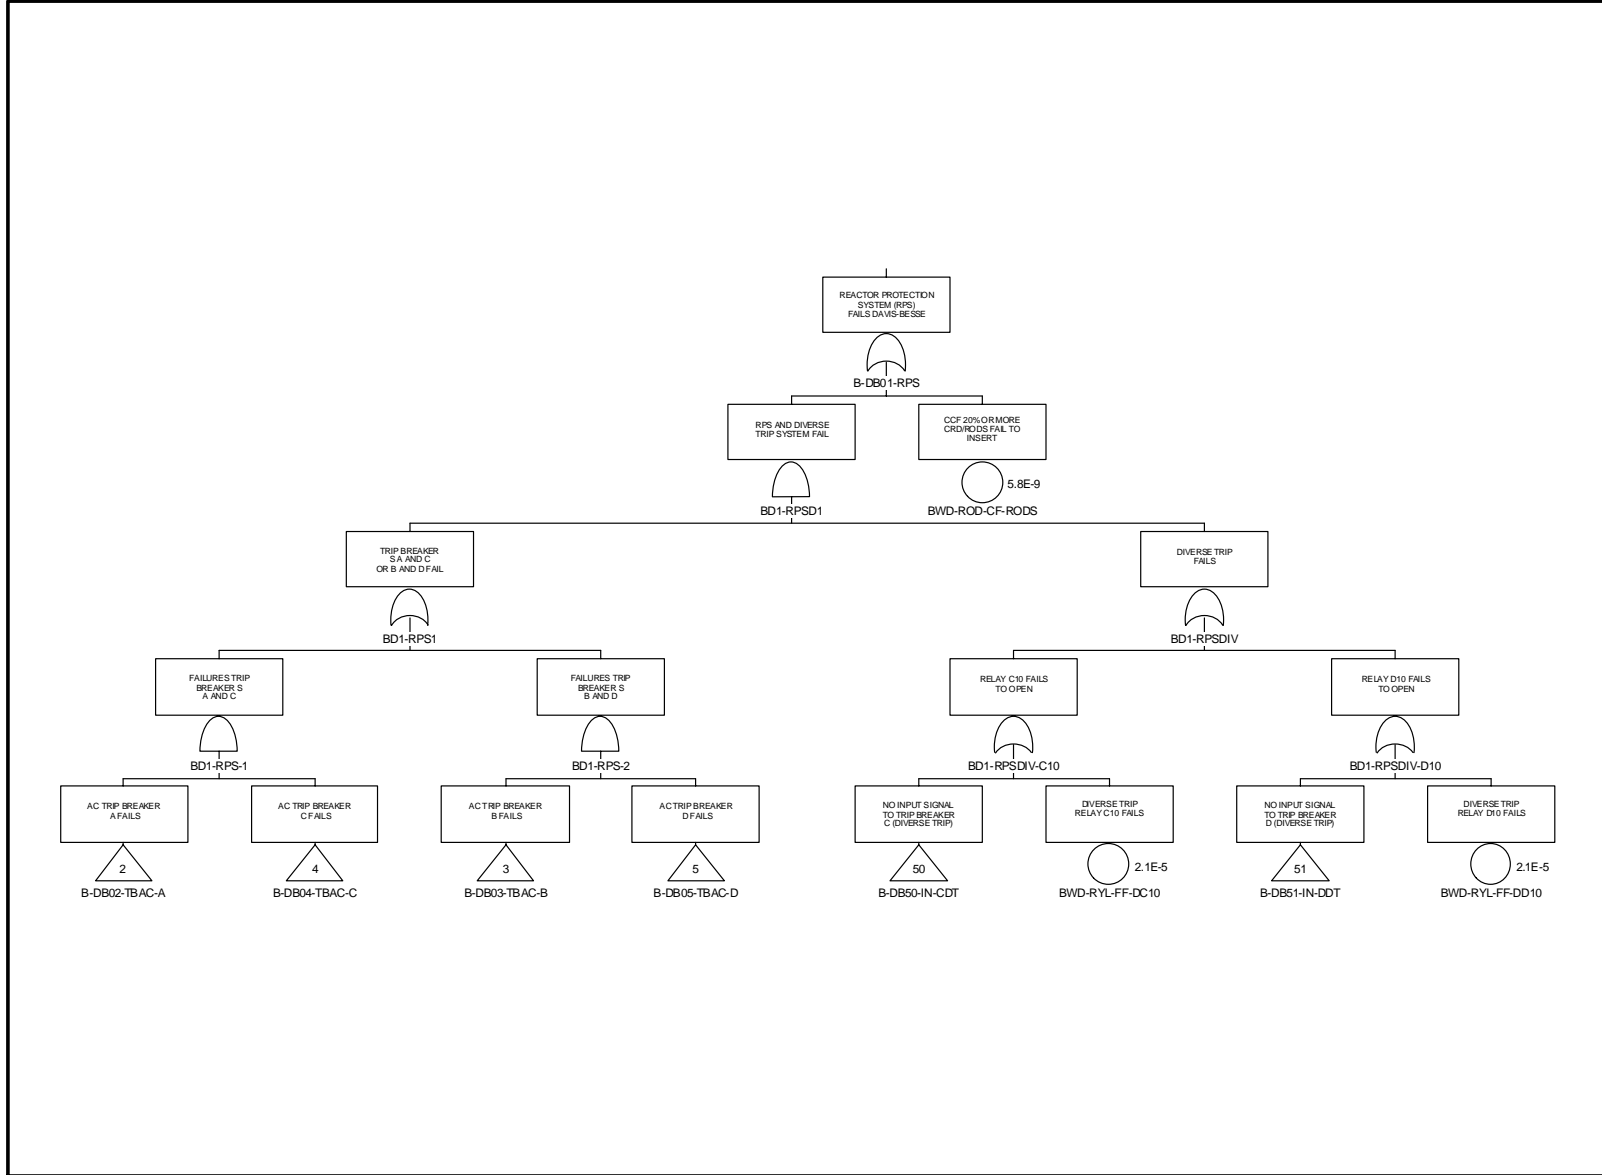 REACTOR PROTECTION
SYSTEM (RPS)
FAILS DAVIS-BESSE
B-DB01-RPS
RPS AND DIVERSE
TRIP SYSTEM FAIL
BD1-RPSD1
CCF 20% OR MORE
CRD/RODS FAIL TO
INSERT
5.8E-9
BWD-ROD-CF-RODS
TRIP BREAKER
S A AND C
OR B AND D FAIL
BD1-RPS1
DIVERSE TRIP
FAILS
BD1-RPSDIV
FAILURES TRIP
BREAKER S
A AND C
BD1-RPS-1
FAILURES TRIP
BREAKER S
B AND D
BD1-RPS-2
RELAY C10 FAILS
TO OPEN
BD1-RPSDIV-C10
RELAY D10 FAILS
TO OPEN
BD1-RPSDIV-D10
AC TRIP BREAKER
A FAILS
2
B-DB02-TBAC-A
AC TRIP BREAKER
C FAILS
4
B-DB04-TBAC-C
AC TRIP BREAKER
B FAILS
3
B-DB03-TBAC-B
AC TRIP BREAKER
D FAILS
5
B-DB05-TBAC-D
NO INPUT SIGNAL
TO TRIP BREAKER
C (DIVERSE TRIP)
50
B-DB50-IN-CDT
DIVERSE TRIP
RELAY C10 FAILS
2.1E-5
BWD-RYL-FF-DC10
NO INPUT SIGNAL
TO TRIP BREAKER
D (DIVERSE TRIP)
51
B-DB51-IN-DDT
DIVERSE TRIP
RELAY D10 FAILS
2.1E-5
BWD-RYL-FF-DD10